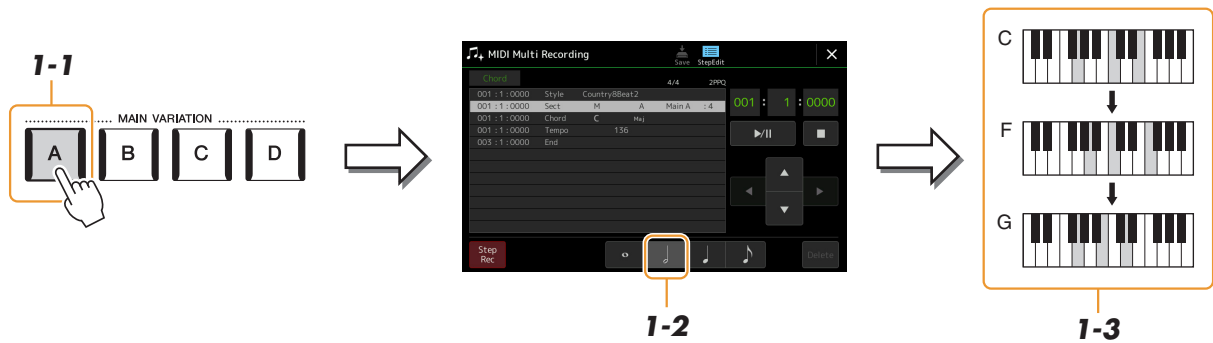 1-1
MAIN VARIATION
A B C D
MIDI Multi Recording
Save StepEdit
Chord 4/4 2PPQ
001 : 1 : 0000 Style Country8Beat2
001 : 1 : 0000 Sect M A Main A : 4
001 : 1 : 0000 Chord C Maj
001 : 1 : 0000 Tempo 136
003 : 1 : 0000 End
001 : 1 : 0000
Step
Rec
Delete
1-2
C
F
G
1-3